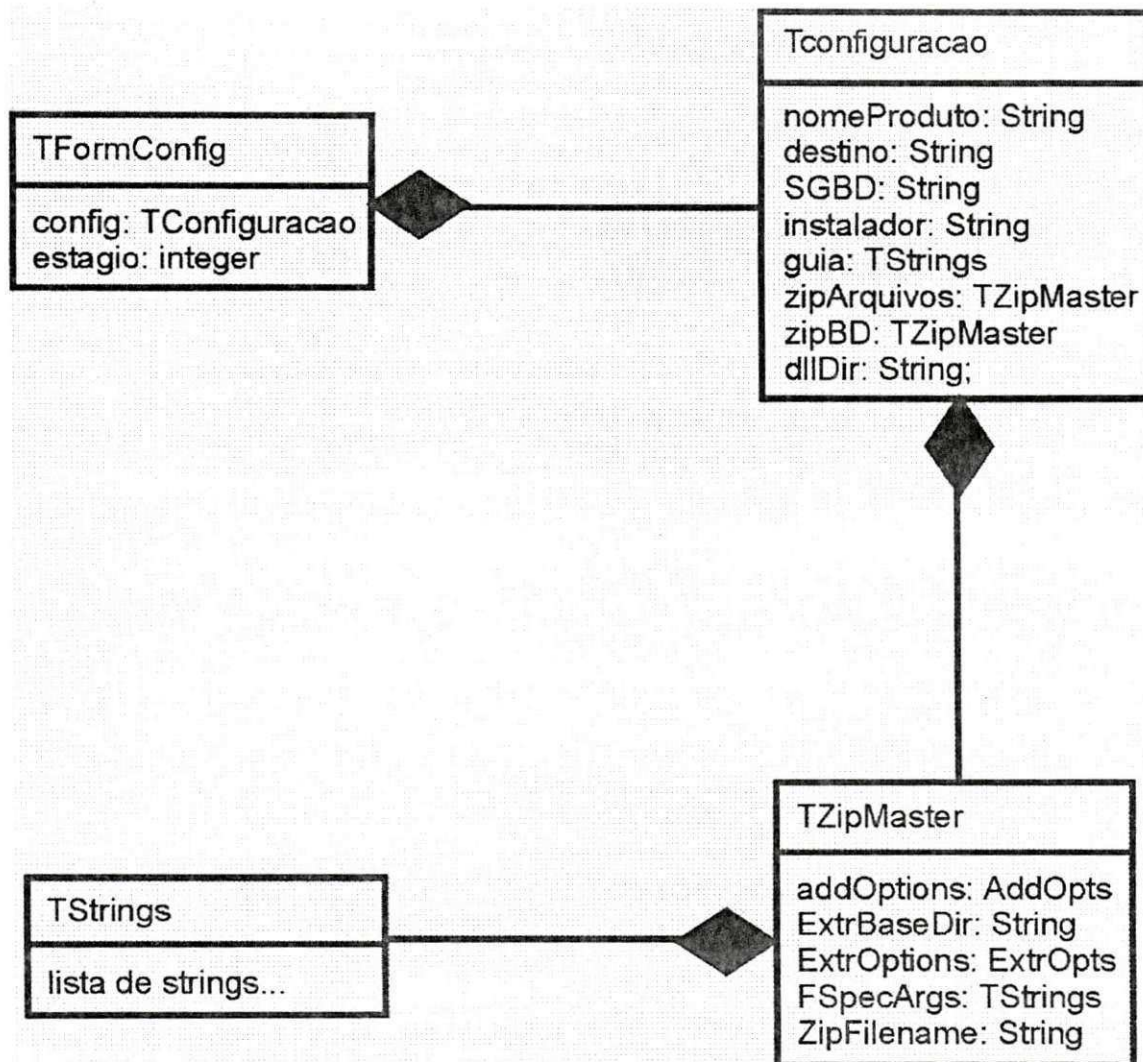 Tconfiguracao
nomeProduto: String
destino: String
SGBD: String
instalador: String
guia: TStrings
zipArquivos: TZipMaster
zipBD: TZipMaster
dllDir: String;
TFormConfig
config: TConfiguracao
estagio: integer
TZipMaster
addOptions: AddOpts
ExtrBaseDir: String
ExtrOptions: ExtrOpts
FSpecArgs: TStrings
ZipFilename: String
TStrings
lista de strings...